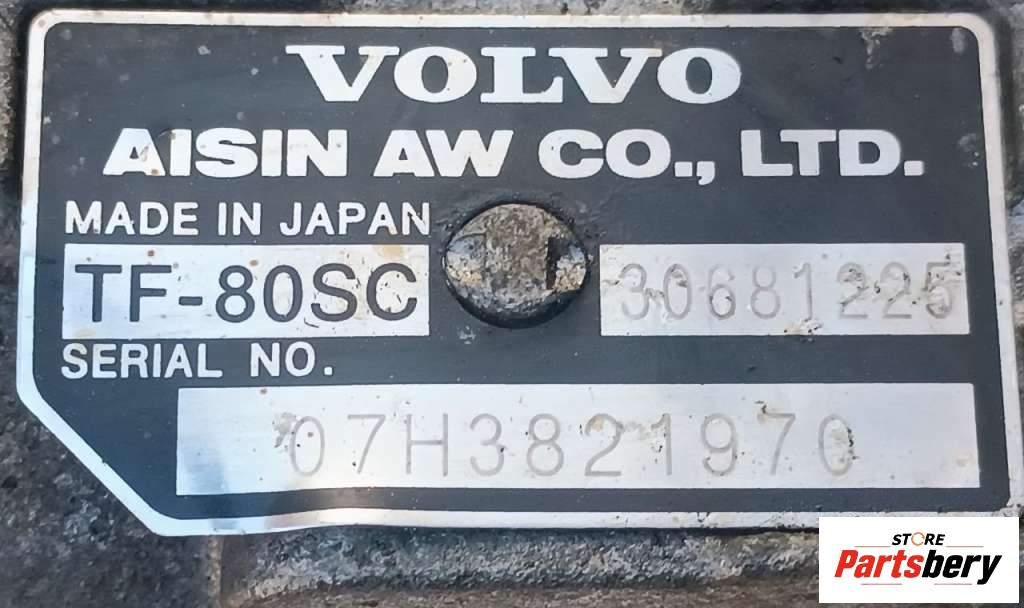 VOLVO
AISIN AW CO., LTD.
MADE IN JAPAN
TF-80SC 30681225
SERIAL NO.
07H3821970
STORE
Partsbery